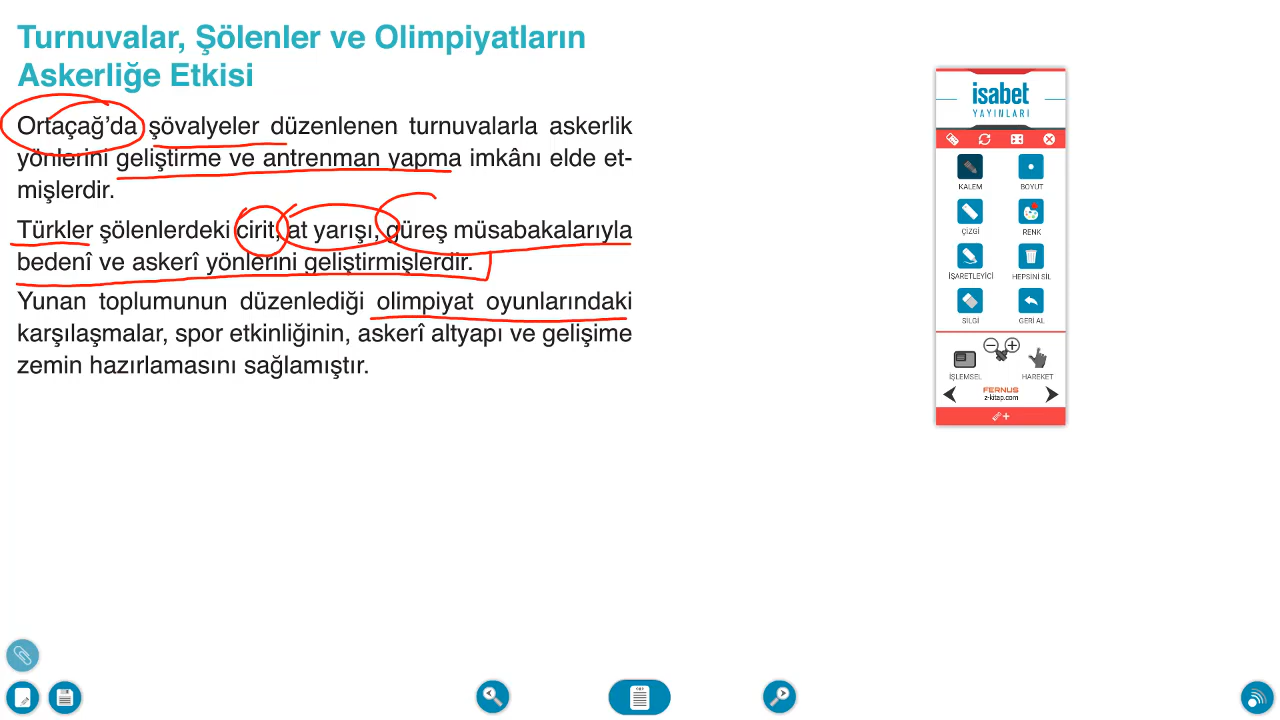 Turnuvalar, Şölenler ve Olimpiyatların
Askerliğe Etkisi
Ortaçağ'da şövalyeler düzenlenen turnuvalarla askerlik
yönlerini geliştirme ve antrenman yapma imkânı elde et-
mişlerdir.
Türkler şölenlerdeki cirit, at yarışı, güreş müsabakalarıyla
bedenî ve askerî yönlerini geliştirmişlerdir.
Yunan toplumunun düzenlediği olimpiyat oyunlarındaki
karşılaşmalar, spor etkinliğinin, askerî altyapı ve gelişime
zemin hazırlamasını sağlamıştır.
isabet
YAYINLARI
KALEM BOYUT
ÇİZGİ RENK
İŞARETLEYİCİ HEPSİNİ SİL
SİLGİ GERİ AL
İŞLEMSEL HAREKET
FERNUS
z-kitap.com